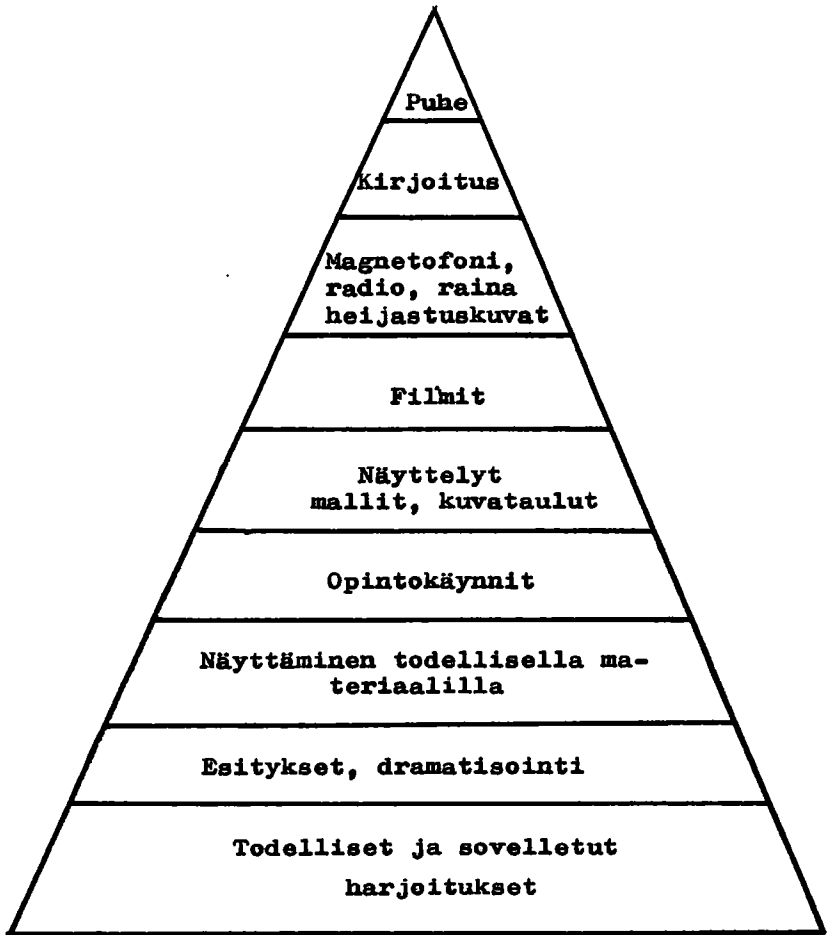 Puhe
Kirjoitus
Magnetofoni,
radio, raina
heijastuskuvat
Filmit
Näyttelyt
mallit, kuvataulut
Opintokäynnit
Näyttäminen todellisella ma-
teriaalilla
Esitykset, dramatisointi
Todelliset ja sovelletut
harjoitukset